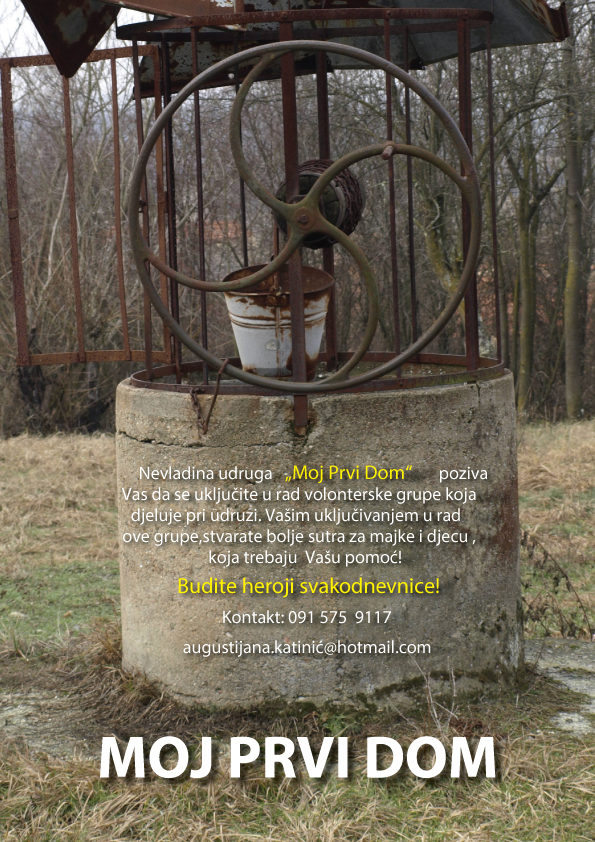 Nevladina udruga „Moj Prvi Dom“ poziva
Vas da se uključite u rad volonterske grupe koja
djeluje pri udruzi. Vašim uključivanjem u rad
ove grupe,stvarate bolje sutra za majke i djecu ,
koja trebaju Vašu pomoć!
Budite heroji svakodnevnice!
Kontakt: 091 575 9117
augustijana.katinić@hotmail.com
MOJ PRVI DOM